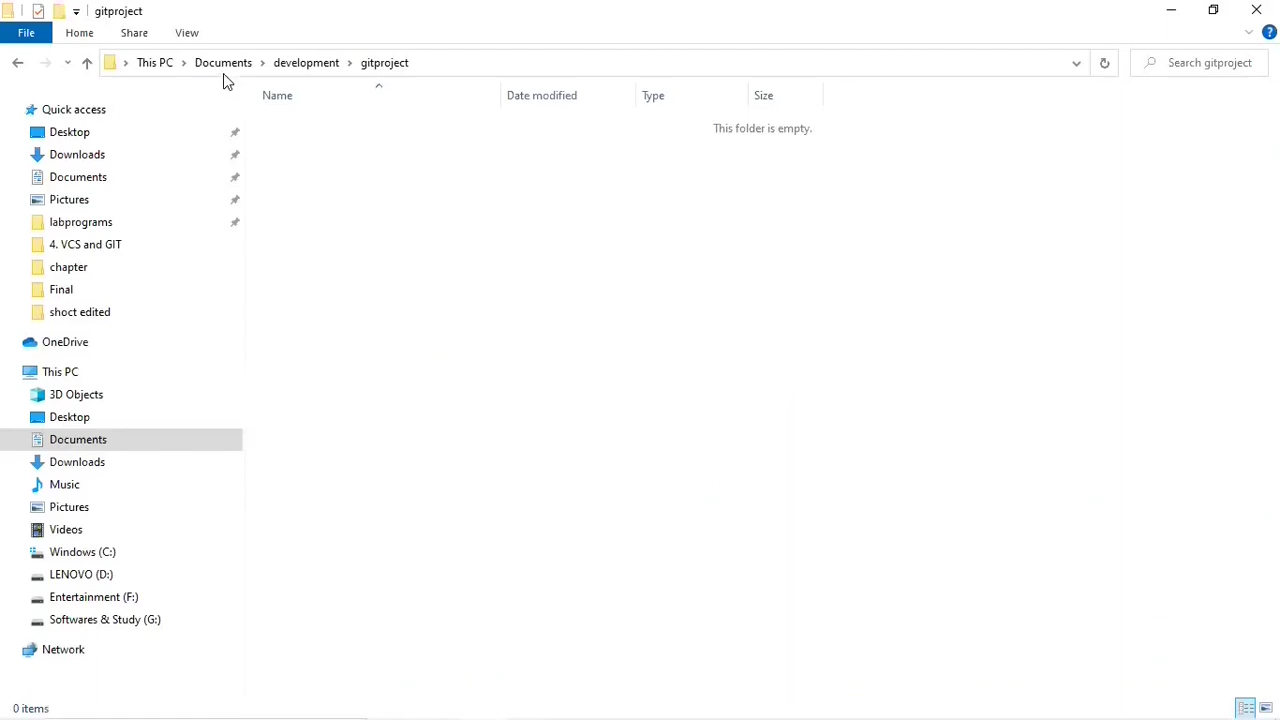 gitproject
File Home Share View
This PC Documents development gitproject
Search gitproject
Name Date modified Type Size
This folder is empty.
Quick access
Desktop
Downloads
Documents
Pictures
labprograms
4. VCS and GIT
chapter
Final
shoct edited
OneDrive
This PC
3D Objects
Desktop
Documents
Downloads
Music
Pictures
Videos
Windows (C:)
LENOVO (D:)
Entertainment (F:)
Softwares & Study (G:)
Network
0 items